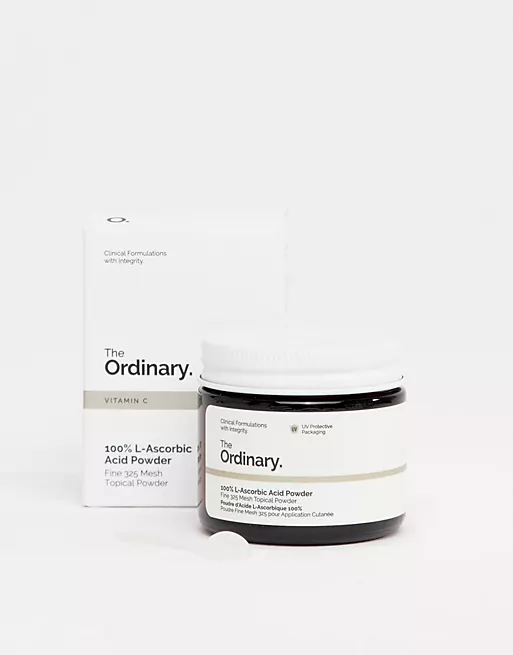 O.
Clinical Formulations
with Integrity.
The
Ordinary.
VITAMIN C
100% L-Ascorbic
Acid Powder
Fine 325 Mesh
Topical Powder
Clinical Formulations
with Integrity.
UV Protective
Packaging
The
Ordinary.
100% L-Ascorbic Acid Powder
Fine 325 Mesh Topical Powder
Poudre d'Acide L-Ascorbique 100%
Poudre Fine Mesh 325 pour Application Cutanée